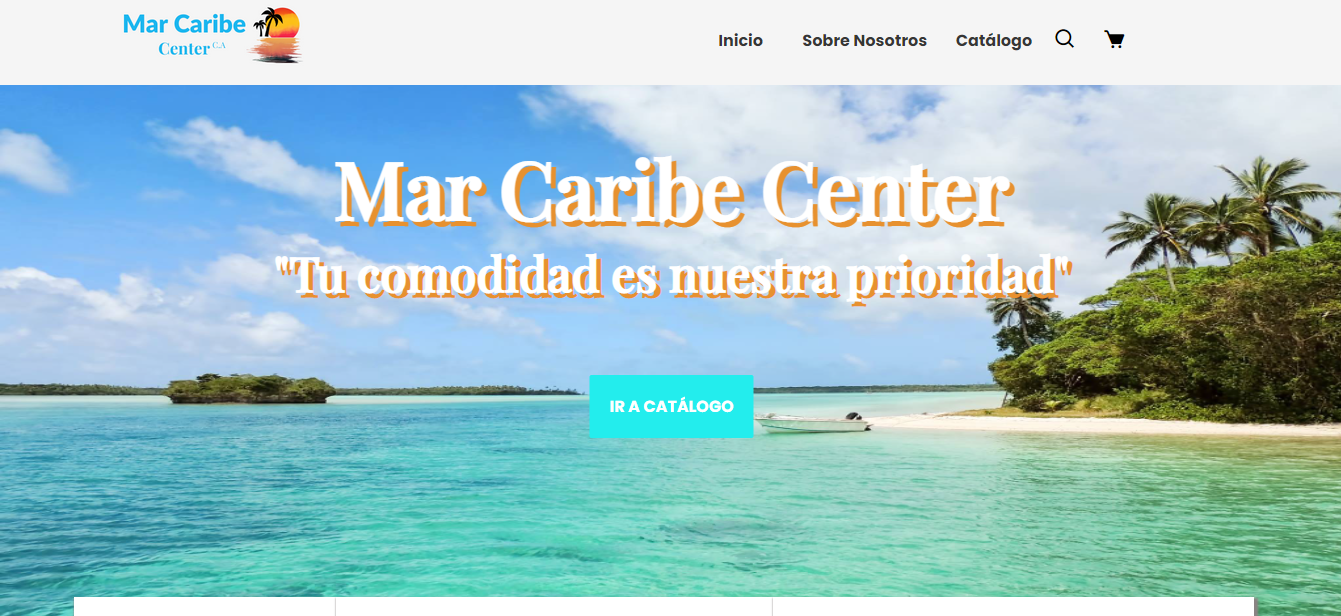 Mar Caribe
Center C.A
Inicio Sobre Nosotros Catálogo
Mar Caribe Center
"Tu comodidad es nuestra prioridad"
IR A CATÁLOGO